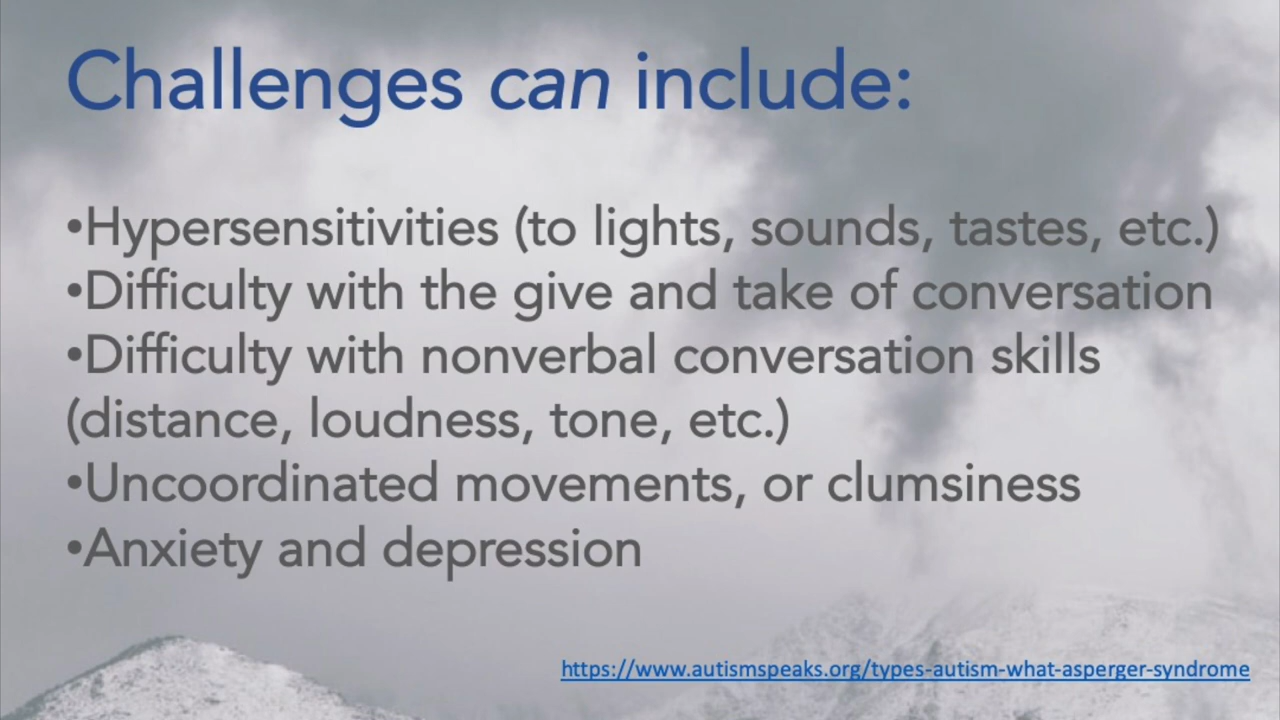 Challenges can include:
•Hypersensitivities (to lights, sounds, tastes, etc.)
•Difficulty with the give and take of conversation
•Difficulty with nonverbal conversation skills
(distance, loudness, tone, etc.)
•Uncoordinated movements, or clumsiness
•Anxiety and depression
https://www.autismspeaks.org/types-autism-what-asperger-syndrome